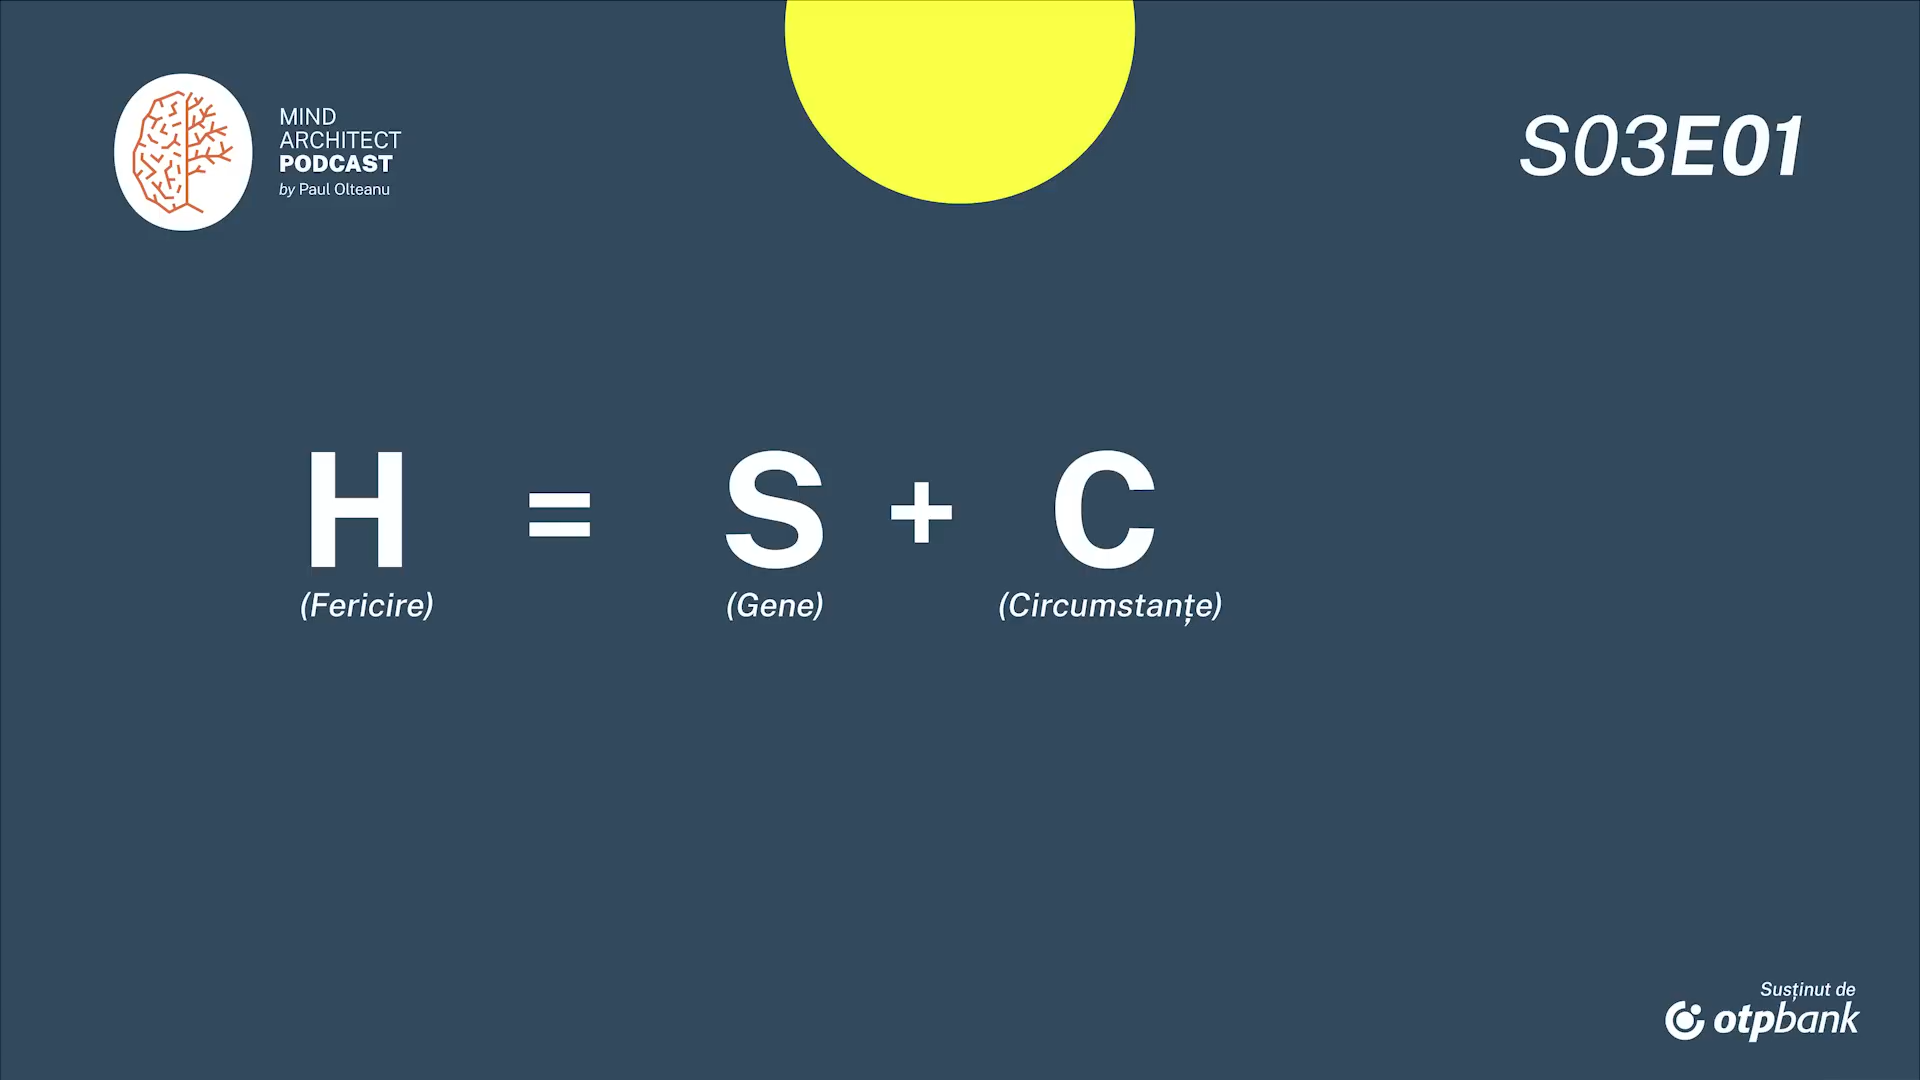 MIND
ARCHITECT
PODCAST
by Paul Olteanu
S03E01
H = S + C
(Fericire) (Gene) (Circumstanțe)
Susținut de
otpbank